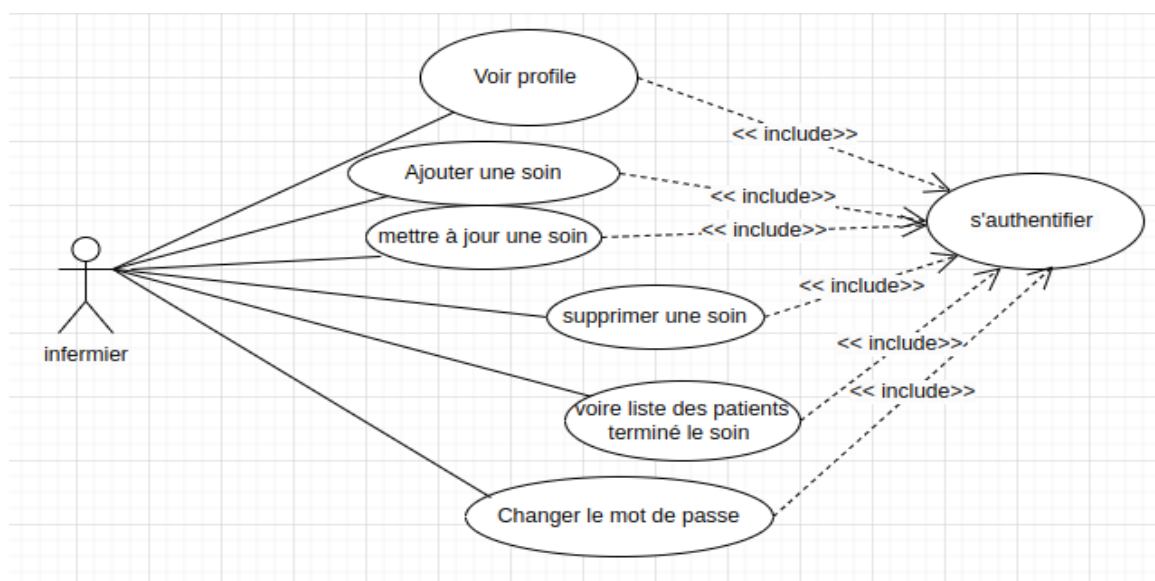 Voir profile
<< include>>
Ajouter une soin
<< include>>
s'authentifier
mettre à jour une soin
<< include>>
<< include>>
supprimer une soin
infermier
<< include>>
<< include>>
voire liste des patients
terminé le soin
Changer le mot de passe